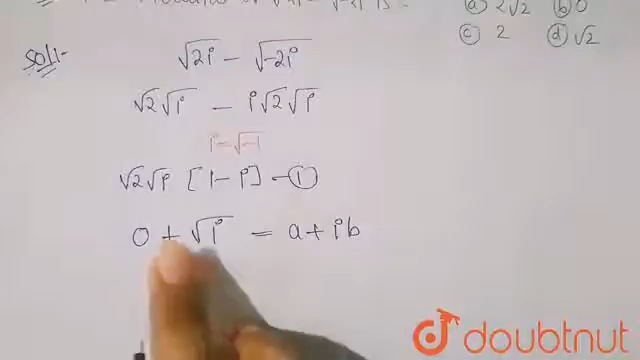 (a) 2√2 (b) 0
(c) 2 (d) √2
Sol:-
√2i - √-2i
√2√i - i√2√i
i = √-1
√2√i [1 - i] - ①
0 + √i = a + ib
doubtnut